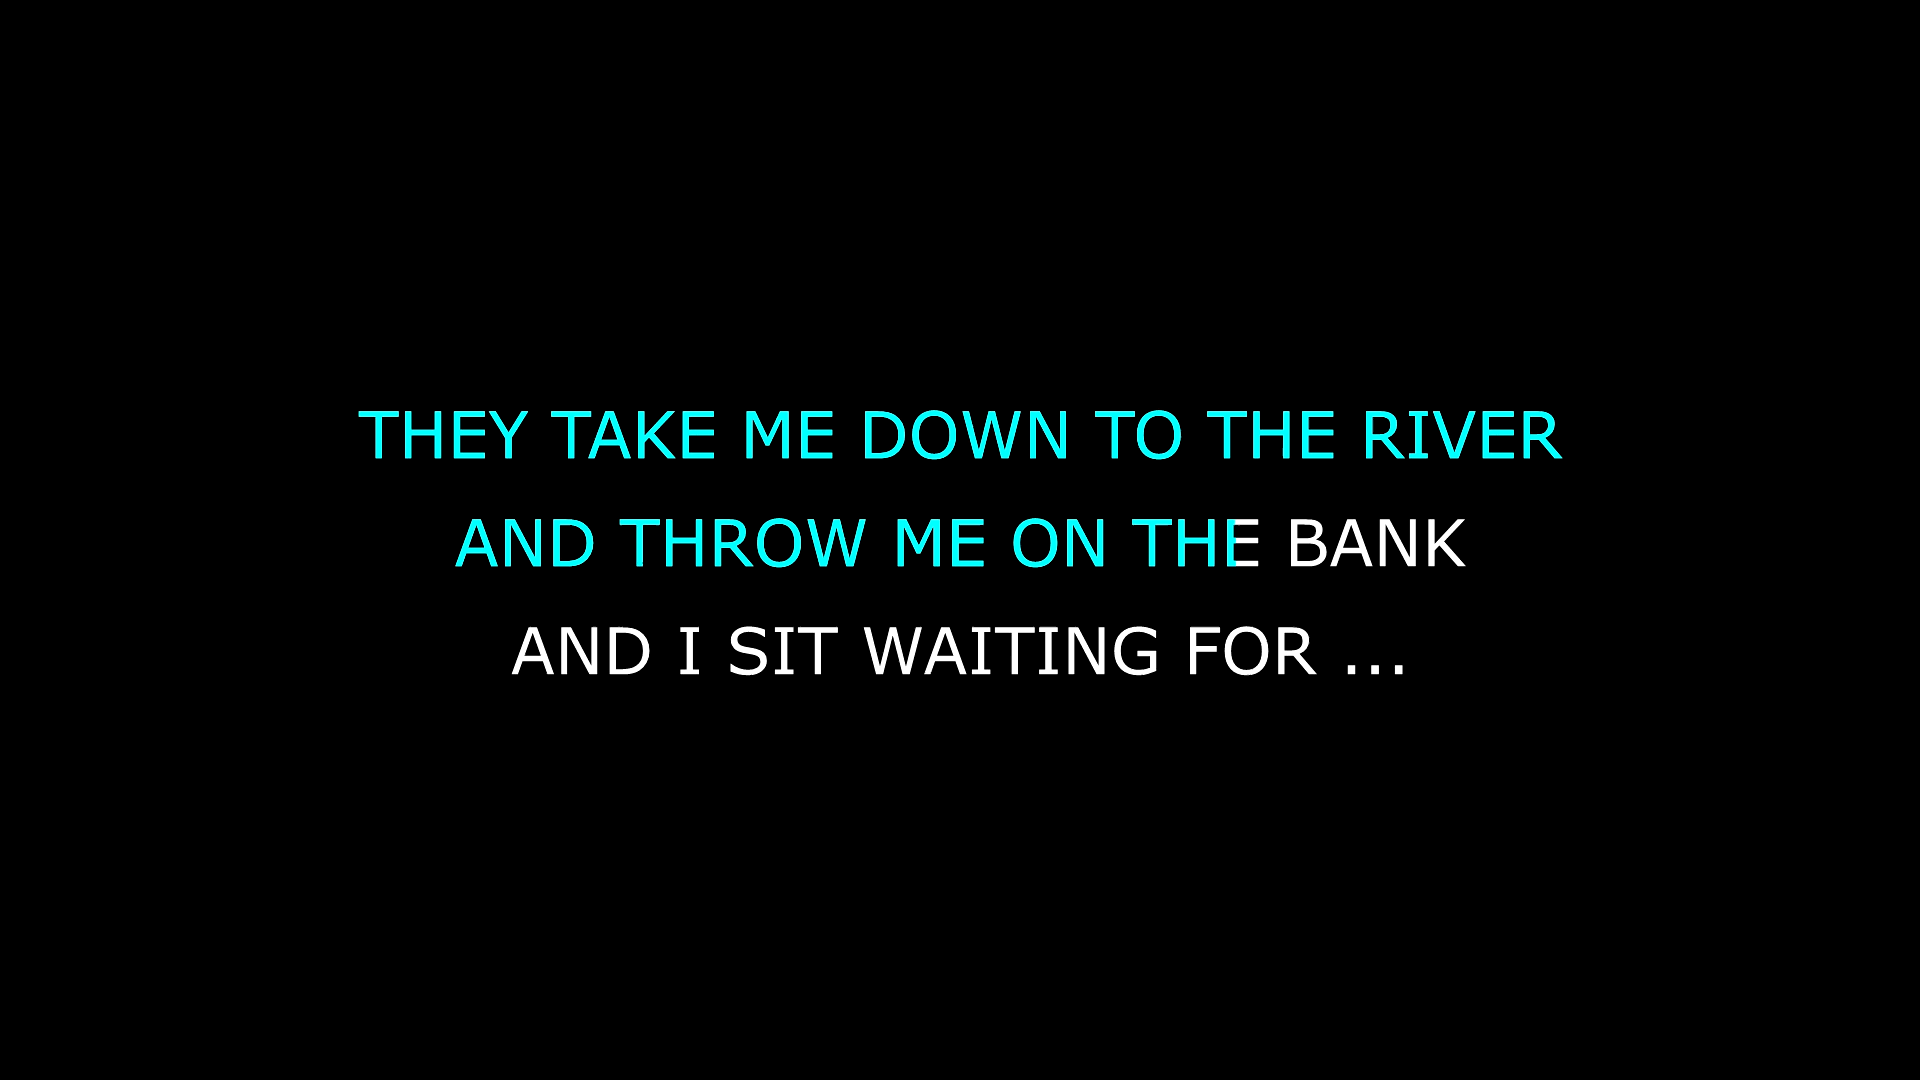 THEY TAKE ME DOWN TO THE RIVER
AND THROW ME ON THE BANK
AND I SIT WAITING FOR ...